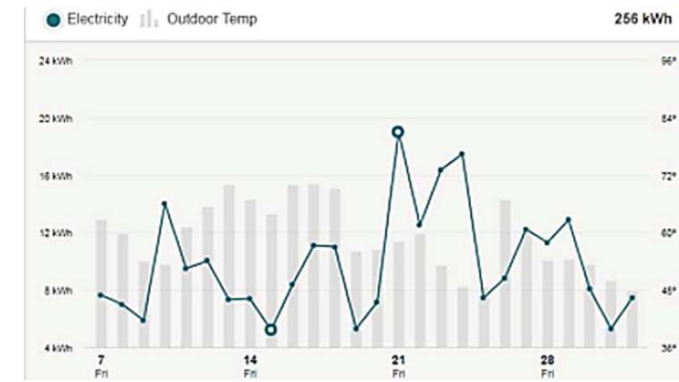 Electricity Outdoor Temp 256 kWh
24 kWh 96°
20 kWh 84°
16 kWh 72°
12 kWh 60°
8 kWh 48°
4 kWh 36°
7 14 21 28
Fri Fri Fri Fri